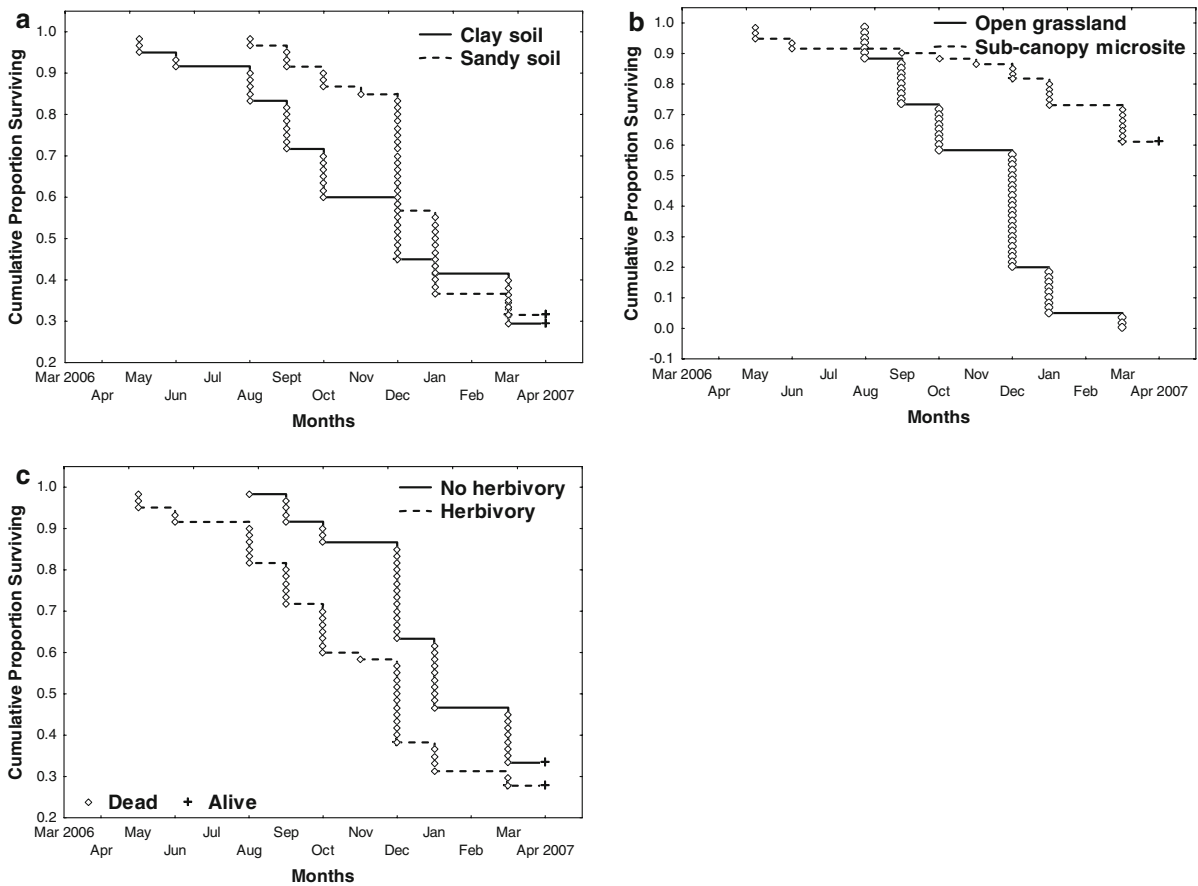 a
Clay soil
Sandy soil
Cumulative Proportion Surviving
1.0
0.9
0.8
0.7
0.6
0.5
0.4
0.3
0.2
Mar 2006 May Jul Sept Nov Jan Mar
Apr Jun Aug Oct Dec Feb Apr 2007
Months
b
Open grassland
Sub-canopy microsite
Cumulative Proportion Surviving
1.0
0.9
0.8
0.7
0.6
0.5
0.4
0.3
0.2
0.1
0.0
-0.1
Mar 2006 May Jul Sep Nov Jan Mar
Apr Jun Aug Oct Dec Feb Apr 2007
Months
c
No herbivory
Herbivory
Cumulative Proportion Surviving
1.0
0.9
0.8
0.7
0.6
0.5
0.4
0.3
0.2
Dead Alive
Mar 2006 May Jul Sep Nov Jan Mar
Apr Jun Aug Oct Dec Feb Apr 2007
Months